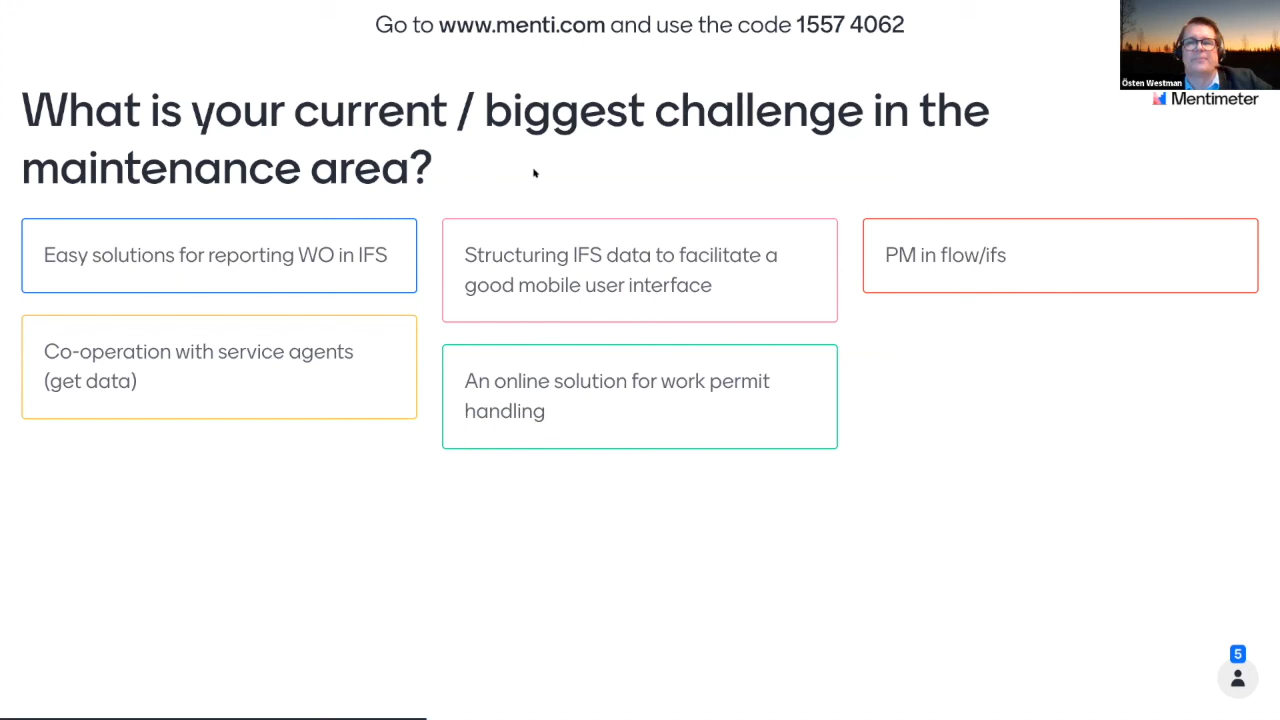 Go to www.menti.com and use the code 1557 4062
Östen Westman
Mentimeter
What is your current / biggest challenge in the
maintenance area?
Easy solutions for reporting WO in IFS
Co-operation with service agents
(get data)
Structuring IFS data to facilitate a
good mobile user interface
An online solution for work permit
handling
PM in flow/ifs
5